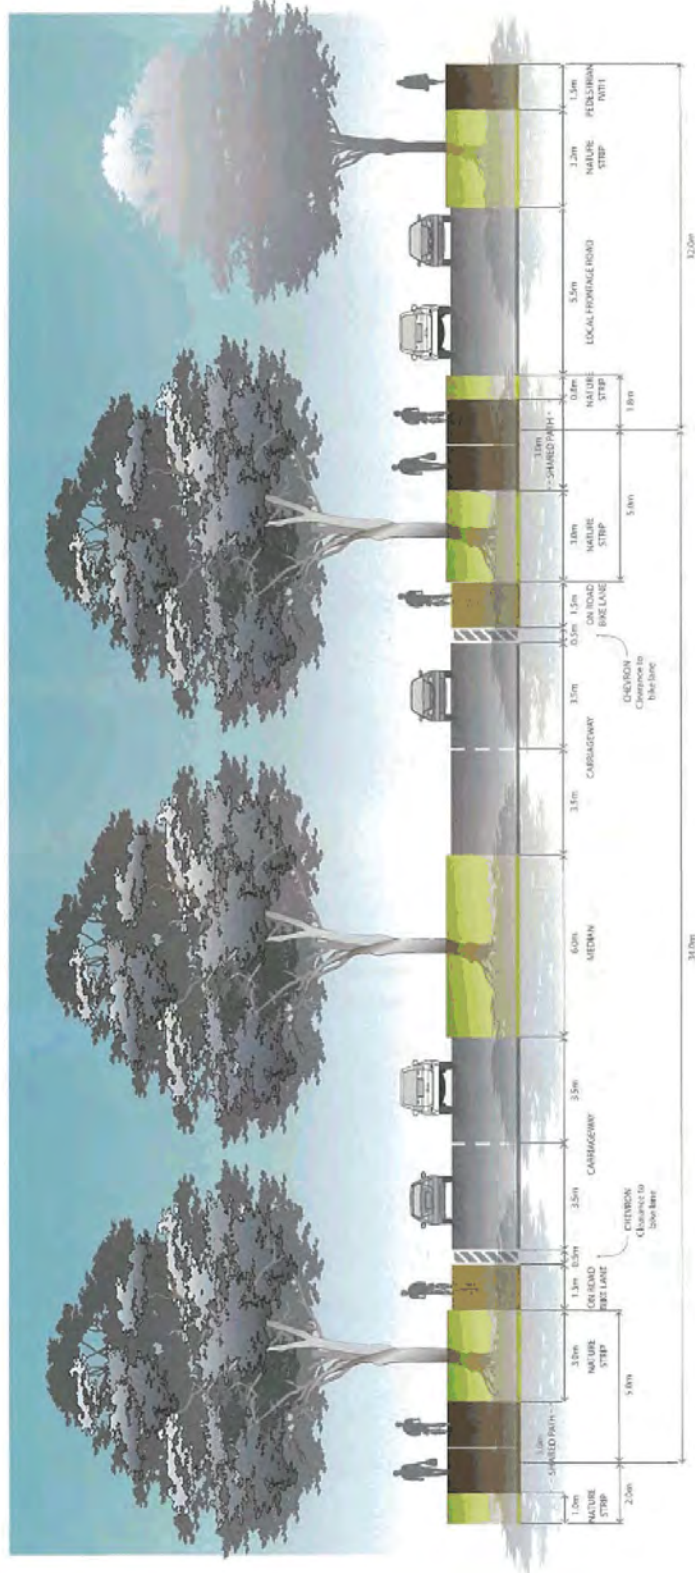 1.0m
NATURE
STRIP
3.0m
- SHARED PATH -
3.0m
NATURE
STRIP
1.5m
ON ROAD
BIKE LANE
0.5m
3.5m
CARRIAGEWAY
3.5m
6.0m
MEDIAN
3.5m
CARRIAGEWAY
3.5m
0.5m
1.5m
ON ROAD
BIKE LANE
3.0m
NATURE
STRIP
3.0m
- SHARED PATH -
0.8m
NATURE
STRIP
5.5m
LOCAL FRONTAGE ROAD
3.2m
NATURE
STRIP
1.5m
PEDESTRIAN
PATH
2.0m
5.0m
CHEVRON
Clearance to
bike lane
CHEVRON
Clearance to
bike lane
5.0m
1.8m
34.0m
12.0m